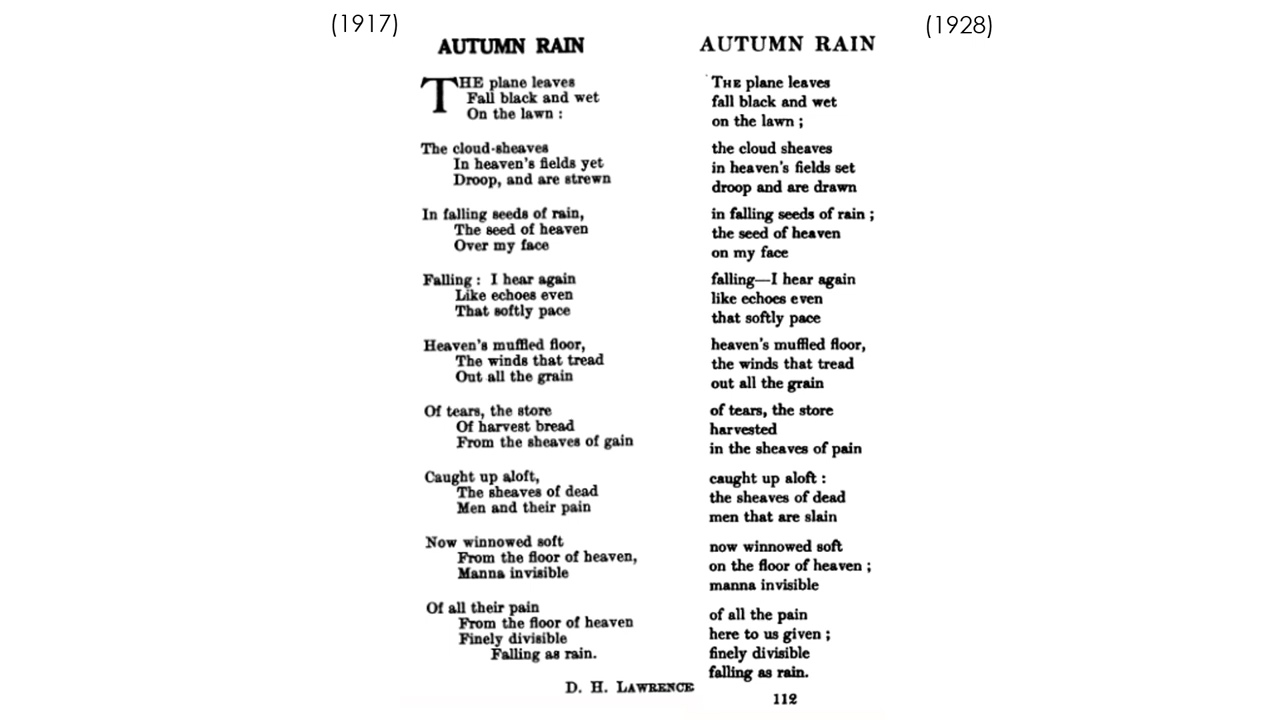 (1917)
AUTUMN RAIN
THE plane leaves
Fall black and wet
On the lawn :
The cloud-sheaves
In heaven's fields yet
Droop, and are strewn
In falling seeds of rain,
The seed of heaven
Over my face
Falling : I hear again
Like echoes even
That softly pace
Heaven's muffled floor,
The winds that tread
Out all the grain
Of tears, the store
Of harvest bread
From the sheaves of gain
Caught up aloft,
The sheaves of dead
Men and their pain
Now winnowed soft
From the floor of heaven,
Manna invisible
Of all their pain
From the floor of heaven
Finely divisible
Falling as rain.
D. H. LAWRENCE
(1928)
AUTUMN RAIN
THE plane leaves
fall black and wet
on the lawn ;
the cloud sheaves
in heaven's fields set
droop and are drawn
in falling seeds of rain ;
the seed of heaven
on my face
falling—I hear again
like echoes even
that softly pace
heaven's muffled floor,
the winds that tread
out all the grain
of tears, the store
harvested
in the sheaves of pain
caught up aloft :
the sheaves of dead
men that are slain
now winnowed soft
on the floor of heaven ;
manna invisible
of all the pain
here to us given ;
finely divisible
falling as rain.
112